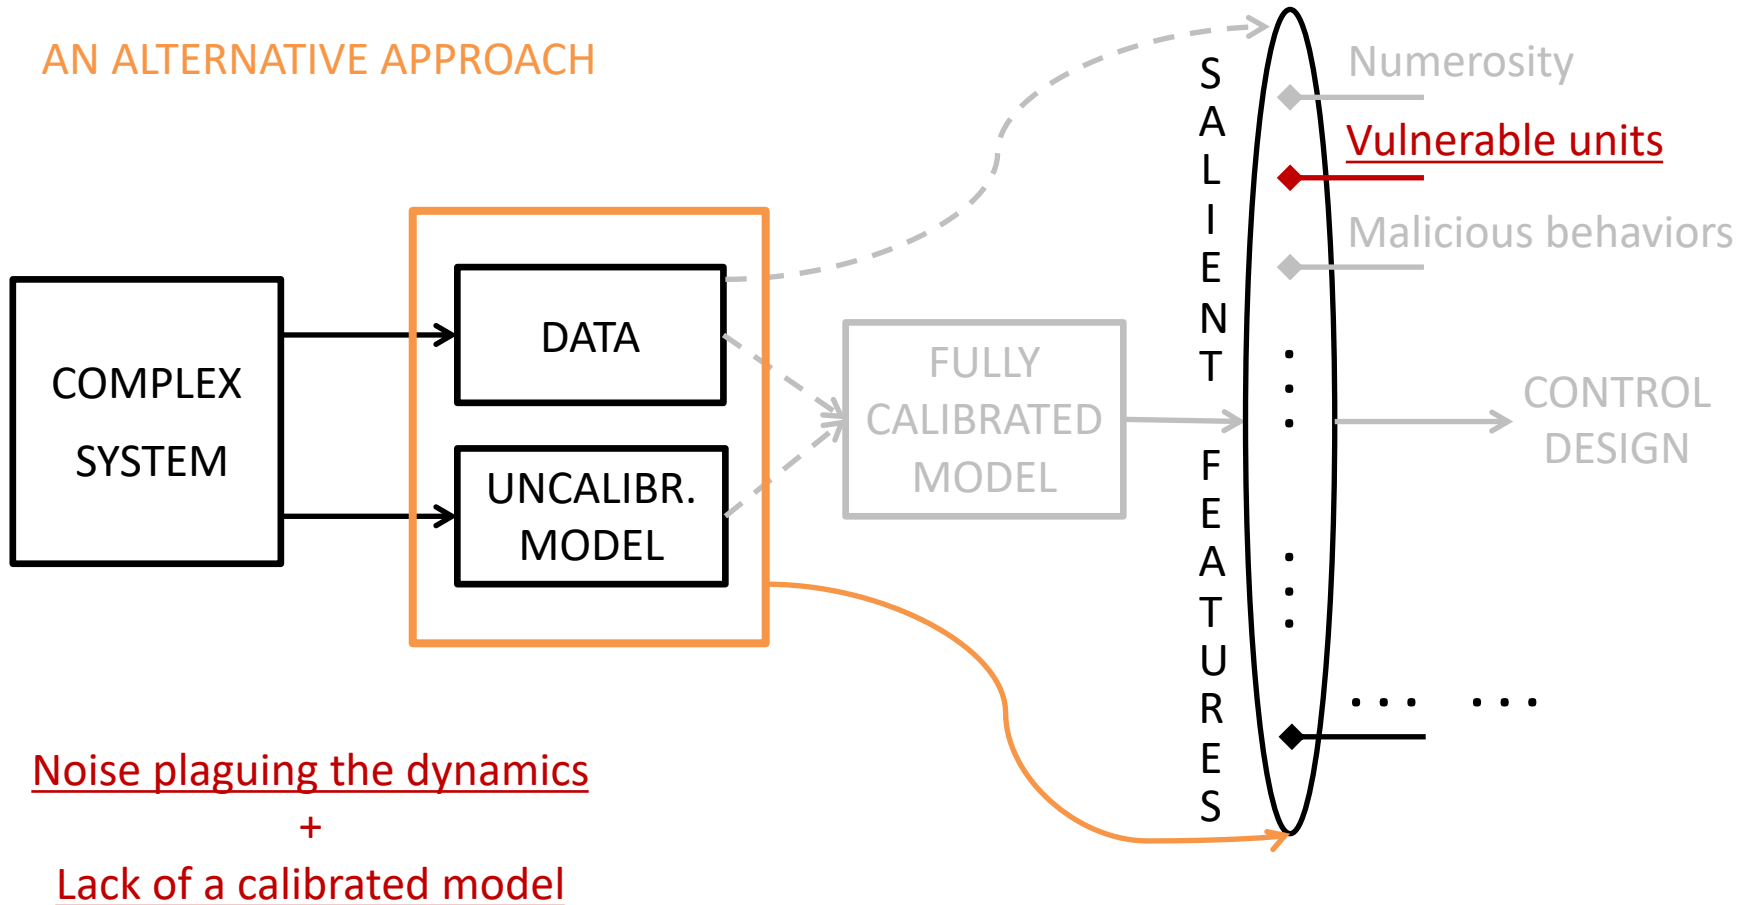 AN ALTERNATIVE APPROACH
Numerosity
Vulnerable units
Malicious behaviors
SALIENT FEATURES
COMPLEX
SYSTEM
DATA
UNCALIBR.
MODEL
FULLY
CALIBRATED
MODEL
CONTROL
DESIGN
... ...
Noise plaguing the dynamics
+
Lack of a calibrated model